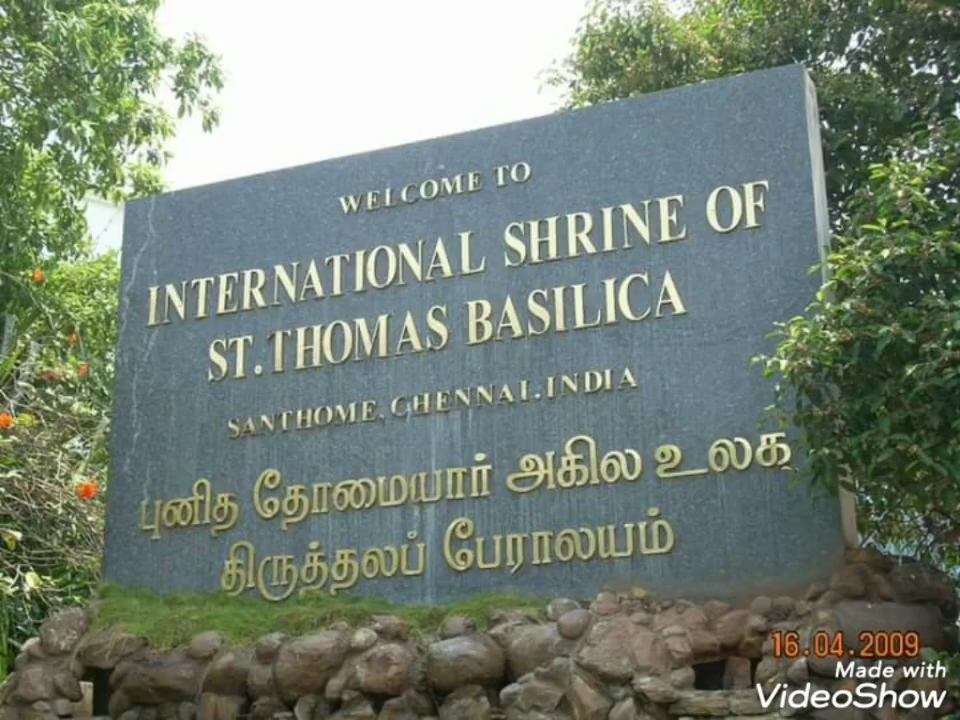 WELCOME TO
INTERNATIONAL SHRINE OF
ST. THOMAS BASILICA
SANTHOME, CHENNAI, INDIA
புனித தோமையார் அகில உலக
திருத்தலப் பேராலயம்
16.04.2009
Made with
VideoShow